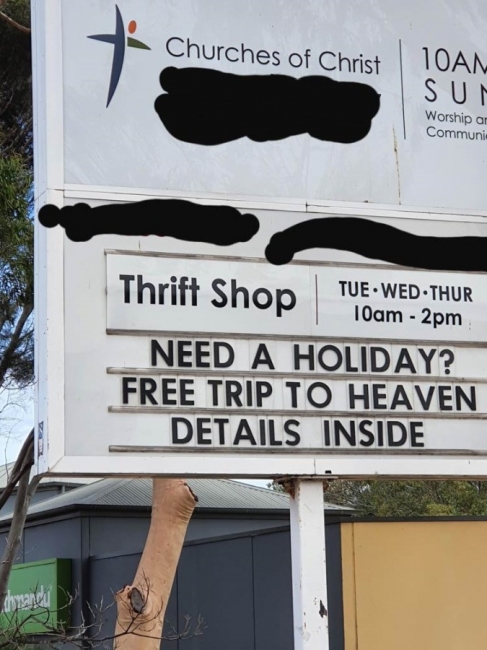 Churches of Christ
10AM
SUN
Worship
Thrift Shop
TUE•WED•THUR
10am - 2pm
NEED A HOLIDAY?
FREE TRIP TO HEAVEN
DETAILS INSIDE